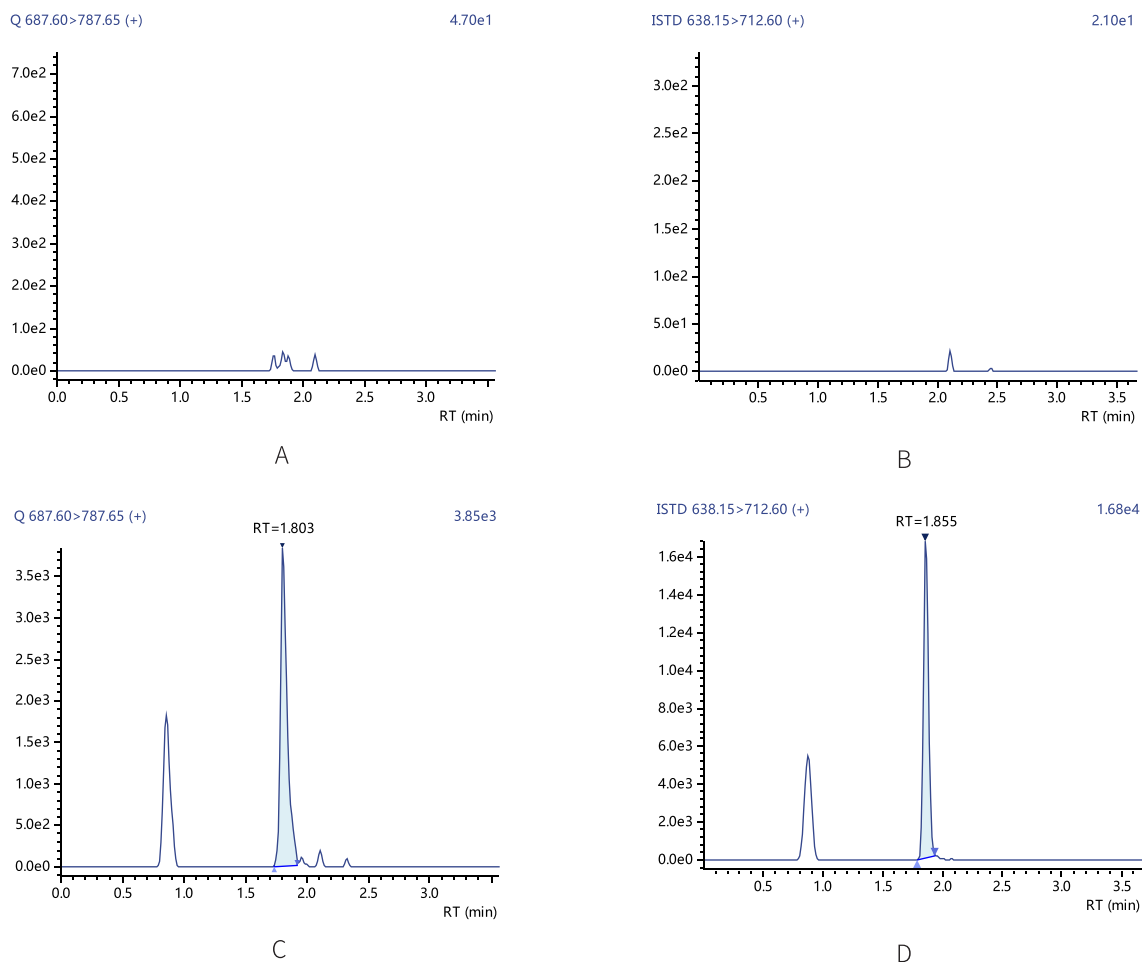 Q 687.60>787.65 (+) 4.70e1
7.0e2
6.0e2
5.0e2
4.0e2
3.0e2
2.0e2
1.0e2
0.0e0
0.0 0.5 1.0 1.5 2.0 2.5 3.0
RT (min)
A
ISTD 638.15>712.60 (+) 2.10e1
3.0e2
2.5e2
2.0e2
1.5e2
1.0e2
5.0e1
0.0e0
0.5 1.0 1.5 2.0 2.5 3.0 3.5
RT (min)
B
Q 687.60>787.65 (+) 3.85e3
RT=1.803
3.5e3
3.0e3
2.5e3
2.0e3
1.5e3
1.0e3
5.0e2
0.0e0
0.0 0.5 1.0 1.5 2.0 2.5 3.0
RT (min)
C
ISTD 638.15>712.60 (+) 1.68e4
RT=1.855
1.6e4
1.4e4
1.2e4
1.0e4
8.0e3
6.0e3
4.0e3
2.0e3
0.0e0
0.5 1.0 1.5 2.0 2.5 3.0 3.5
RT (min)
D